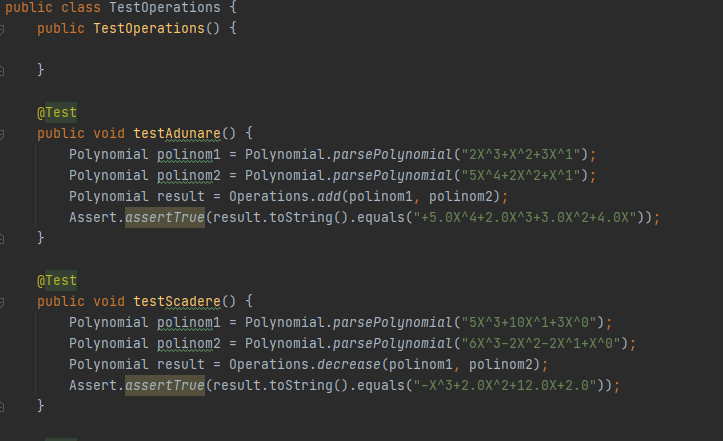 public class TestOperations {
    public TestOperations() {

    }

    @Test
    public void testAdunare() {
        Polynomial polinom1 = Polynomial.parsePolynomial("2X^3+X^2+3X^1");
        Polynomial polinom2 = Polynomial.parsePolynomial("5X^4+2X^2+X^1");
        Polynomial result = Operations.add(polinom1, polinom2);
        Assert.assertTrue(result.toString().equals("+5.0X^4+2.0X^3+3.0X^2+4.0X"));
    }

    @Test
    public void testScadere() {
        Polynomial polinom1 = Polynomial.parsePolynomial("5X^3+10X^1+3X^0");
        Polynomial polinom2 = Polynomial.parsePolynomial("6X^3-2X^2-2X^1+X^0");
        Polynomial result = Operations.decrease(polinom1, polinom2);
        Assert.assertTrue(result.toString().equals("-X^3+2.0X^2+12.0X+2.0"));
    }